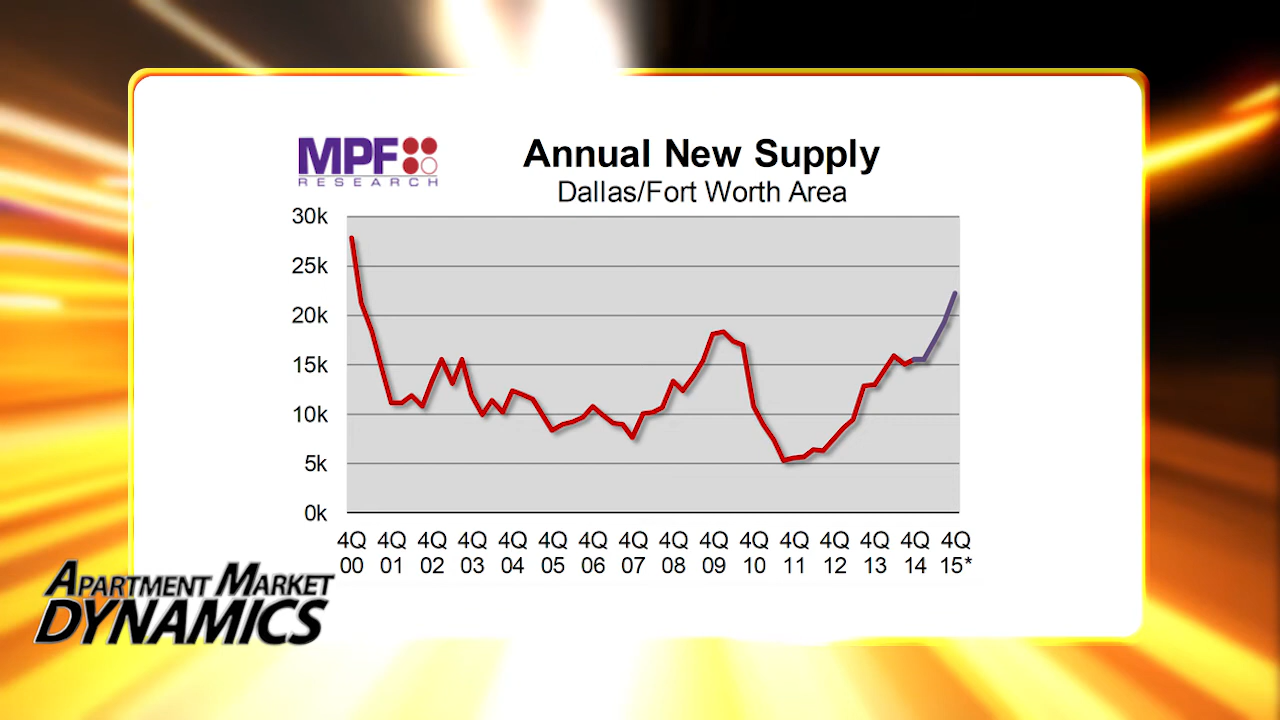 MPF
RESEARCH
Annual New Supply
Dallas/Fort Worth Area
30k
25k
20k
15k
10k
5k
0k
4Q 4Q 4Q 4Q 4Q 4Q 4Q 4Q 4Q 4Q 4Q 4Q 4Q 4Q 4Q 4Q
00 01 02 03 04 05 06 07 08 09 10 11 12 13 14 15*
APARTMENT MARKET
DYNAMICS